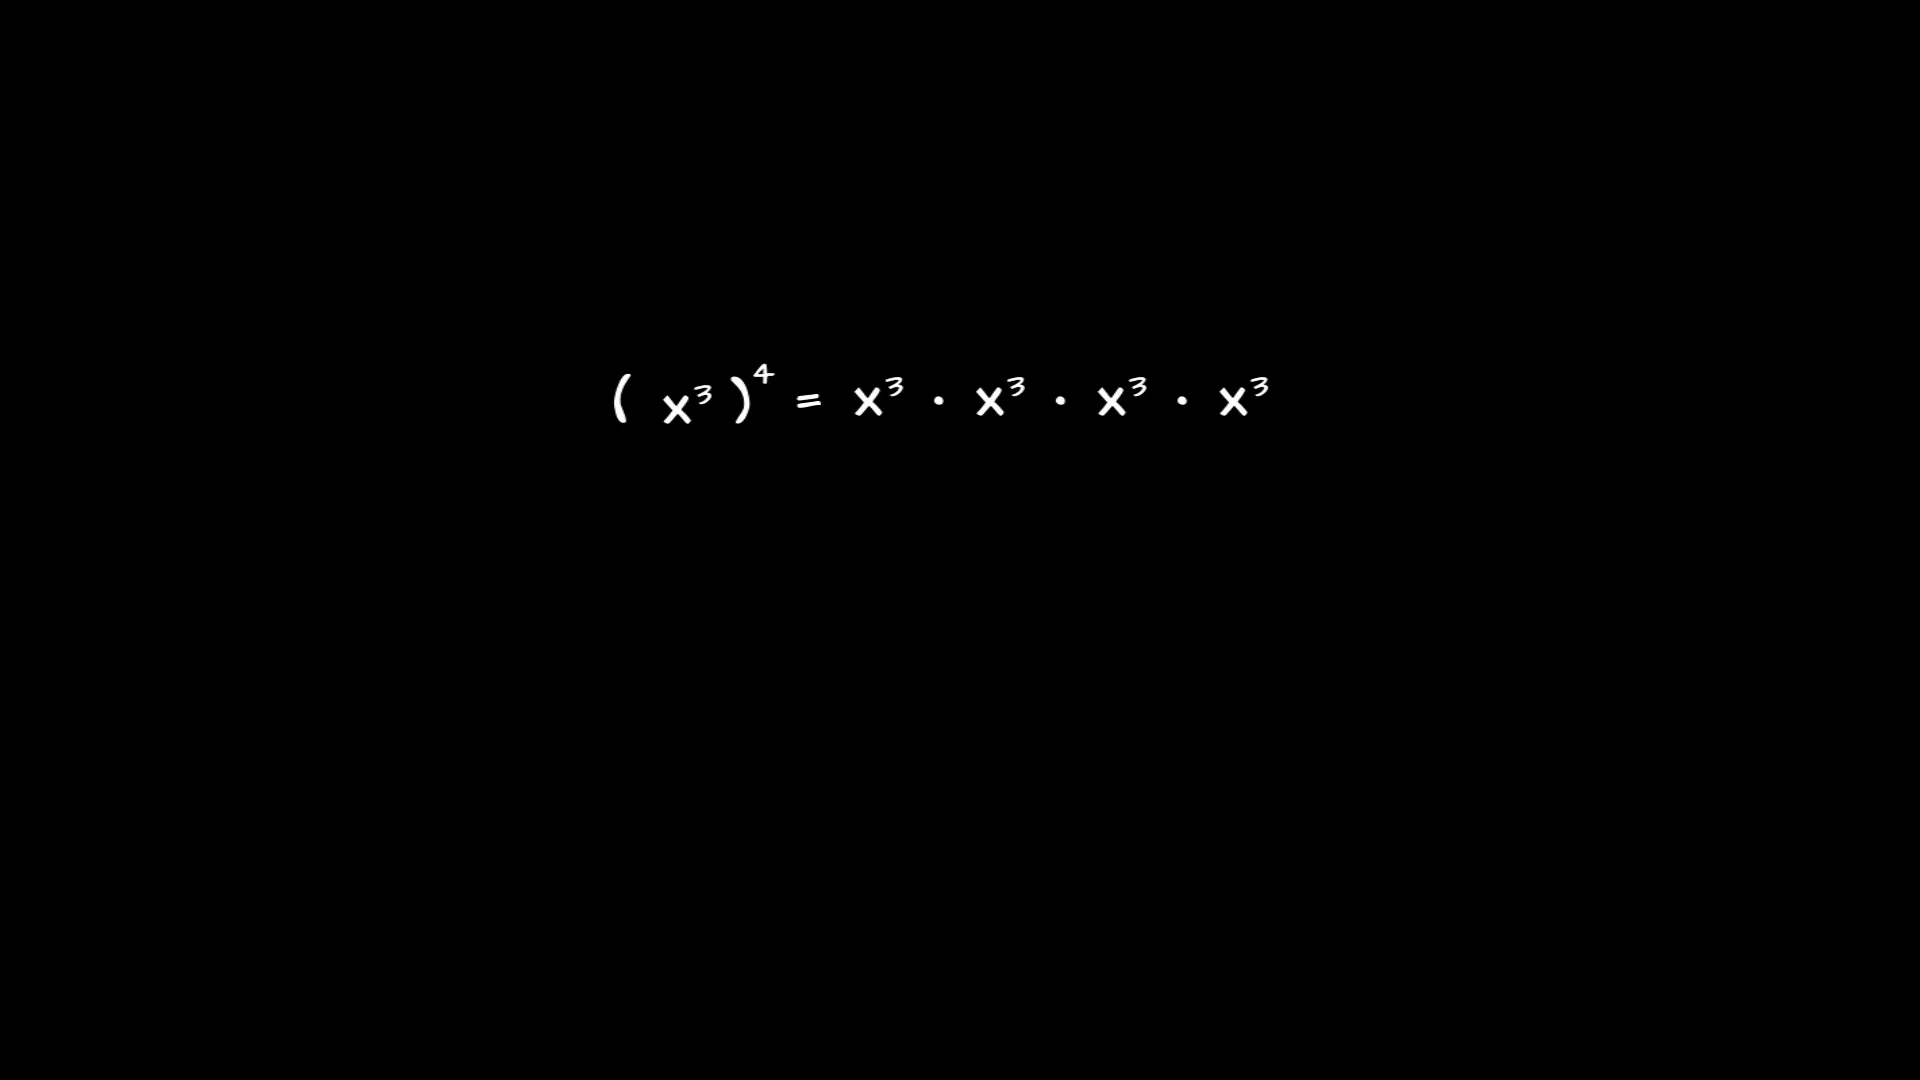 ( x³ )⁴ = x³ · x³ · x³ · x³